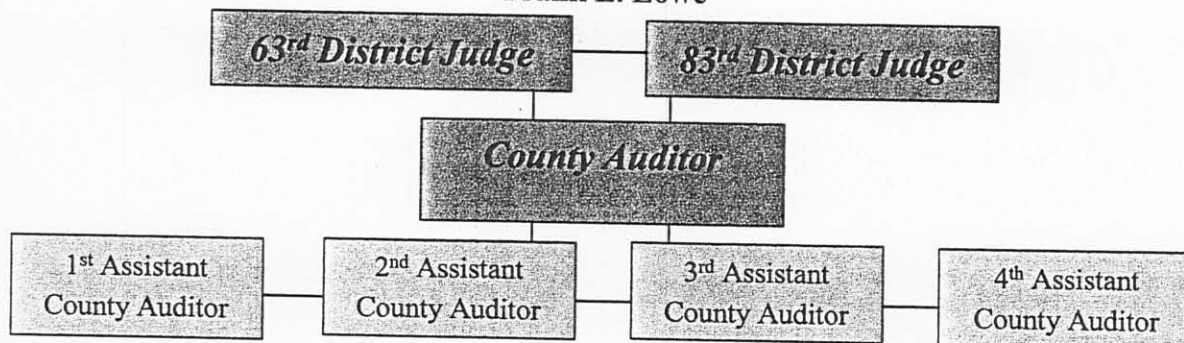 E. Lowe
63rd District Judge
83rd District Judge
County Auditor
1st Assistant
County Auditor
2nd Assistant
County Auditor
3rd Assistant
County Auditor
4th Assistant
County Auditor